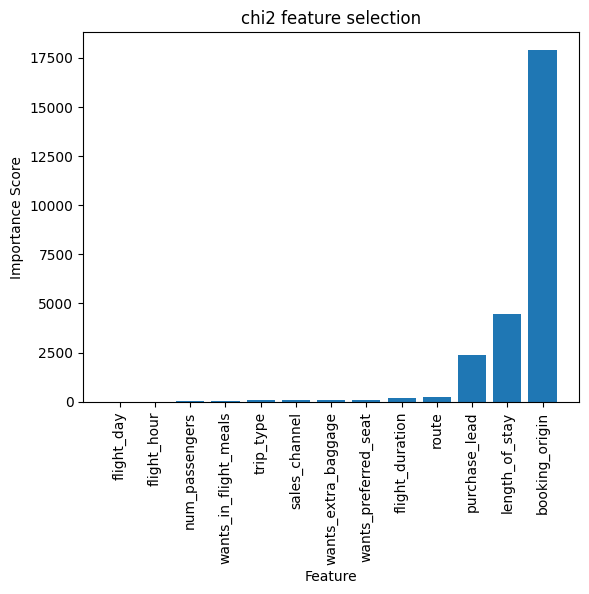 chi2 feature selection
Importance Score
17500
15000
12500
10000
7500
5000
2500
0
flight_day
flight_hour
num_passengers
wants_in_flight_meals
trip_type
sales_channel
wants_extra_baggage
wants_preferred_seat
flight_duration
route
purchase_lead
length_of_stay
booking_origin
Feature